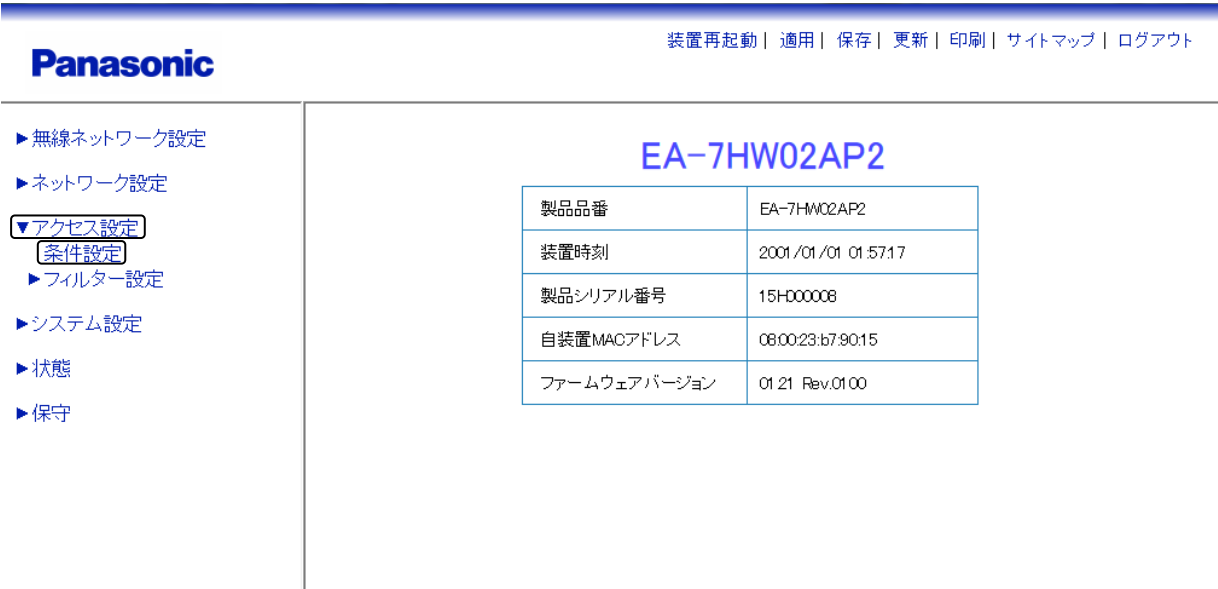 装置再起動| 適用| 保存| 更新| 印刷| サイトマップ| ログアウト
Panasonic
▶無線ネットワーク設定
▶ネットワーク設定
▼アクセス設定
条件設定
▶フィルター設定
▶システム設定
▶状態
▶保守
EA-7HW02AP2
製品品番 EA-7HW02AP2
装置時刻 2001/01/01 01:57:17
製品シリアル番号 15H000008
自装置MACアドレス 08:00:23:b7:90:15
ファームウェアバージョン 01.21 Rev.01.00